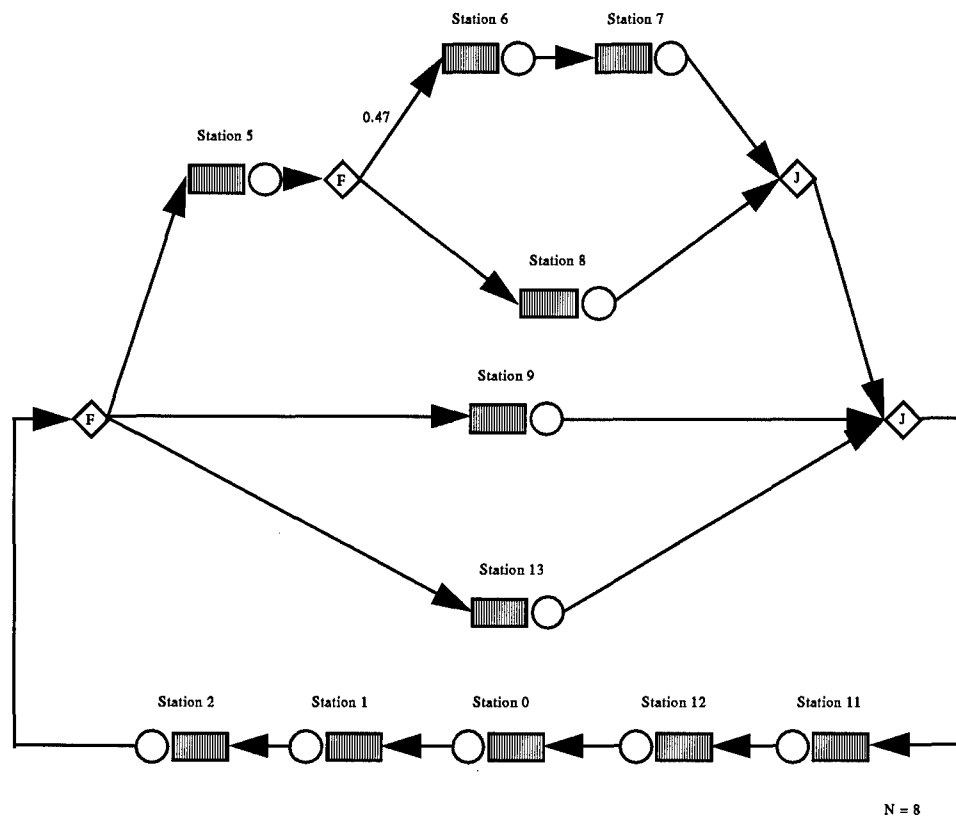 Station 6
Station 7
0.47
Station 5
F
J
Station 8
Station 9
F
J
Station 13
Station 2
Station 1
Station 0
Station 12
Station 11
N = 8